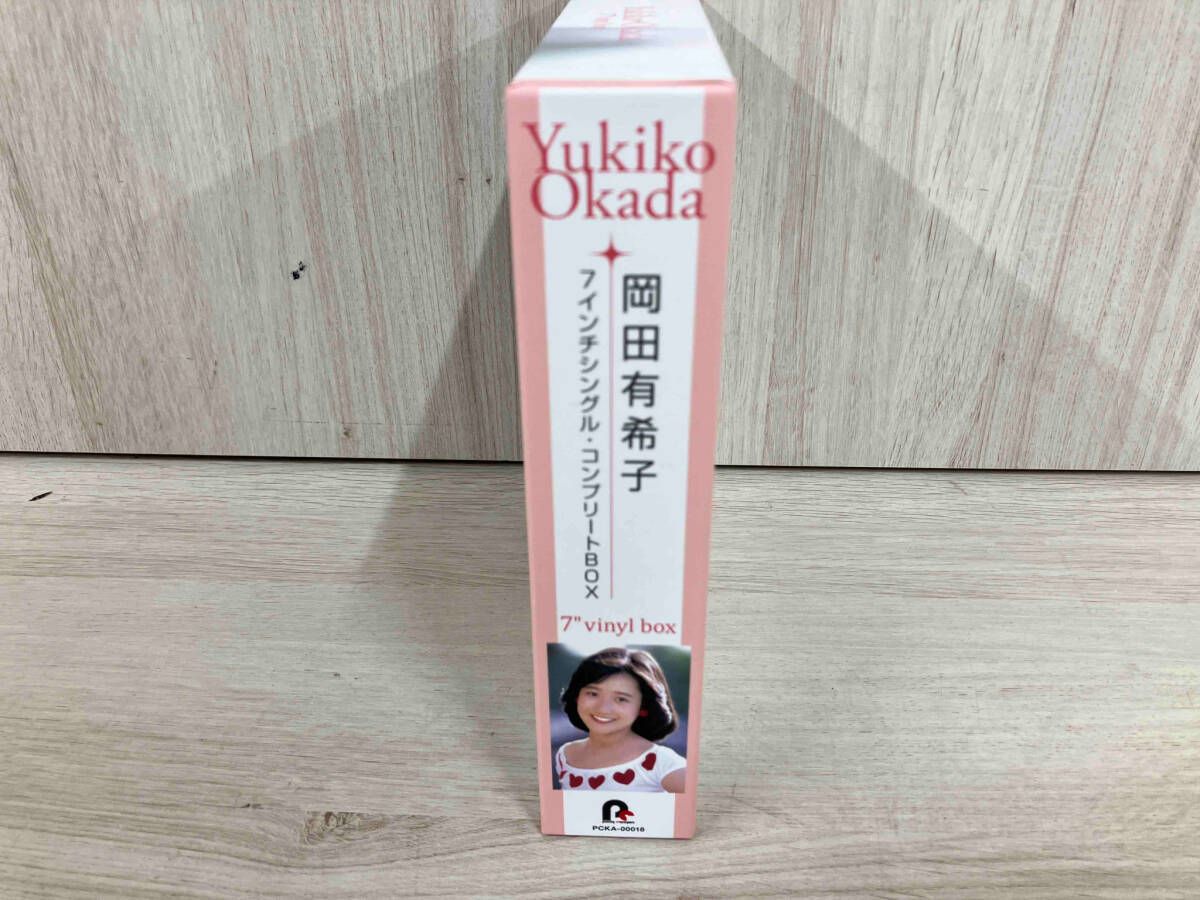 Yukiko
Okada
岡田有希子
7インチシングル・コンプリートBOX
7" vinyl box
PCKA-00016